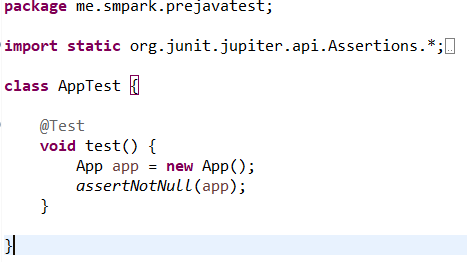 package me.smpark.prejavatest;
import static org.junit.jupiter.api.Assertions.*;
class AppTest {
@Test
void test() {
App app = new App();
assertNotNull(app);
}
}